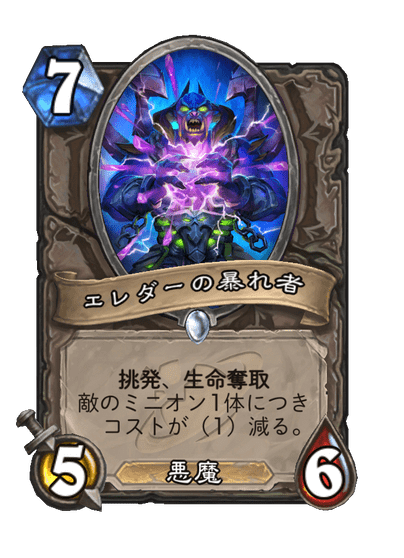 7
エレダーの暴れ者
挑発、生命奪取
敵のミニオン1体につき
コストが（1）減る。
5
悪魔
6